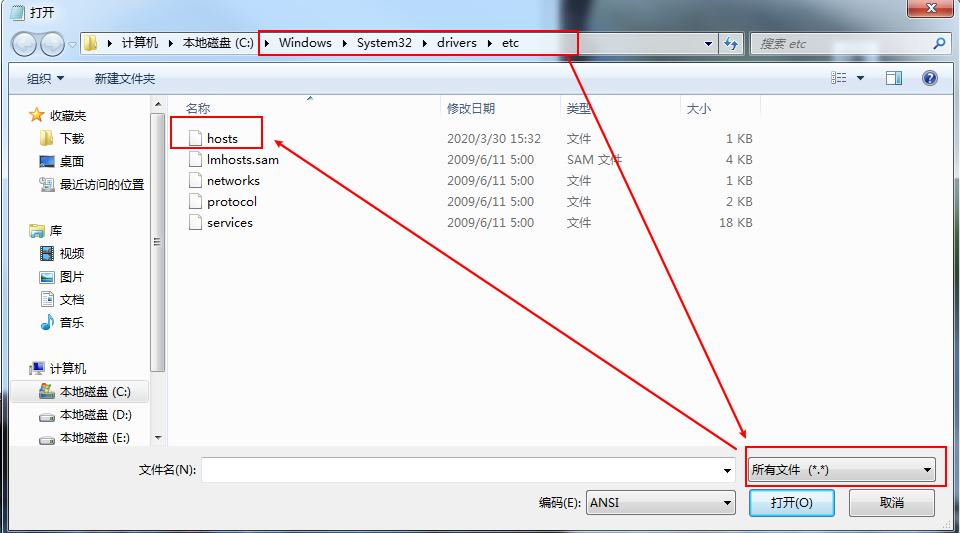 打开
计算机 本地磁盘 (C:) Windows System32 drivers etc 搜索 etc
组织 新建文件夹
名称 修改日期 类型 大小
hosts 2020/3/30 15:32 文件 1 KB
lmhosts.sam 2009/6/11 5:00 SAM 文件 4 KB
networks 2009/6/11 5:00 文件 1 KB
protocol 2009/6/11 5:00 文件 2 KB
services 2009/6/11 5:00 文件 18 KB
收藏夹
下载
桌面
最近访问的位置
库
视频
图片
文档
音乐
计算机
本地磁盘 (C:)
本地磁盘 (D:)
本地磁盘 (E:)
文件名(N): 所有文件 (*.*)
编码(E): ANSI 打开(O) 取消